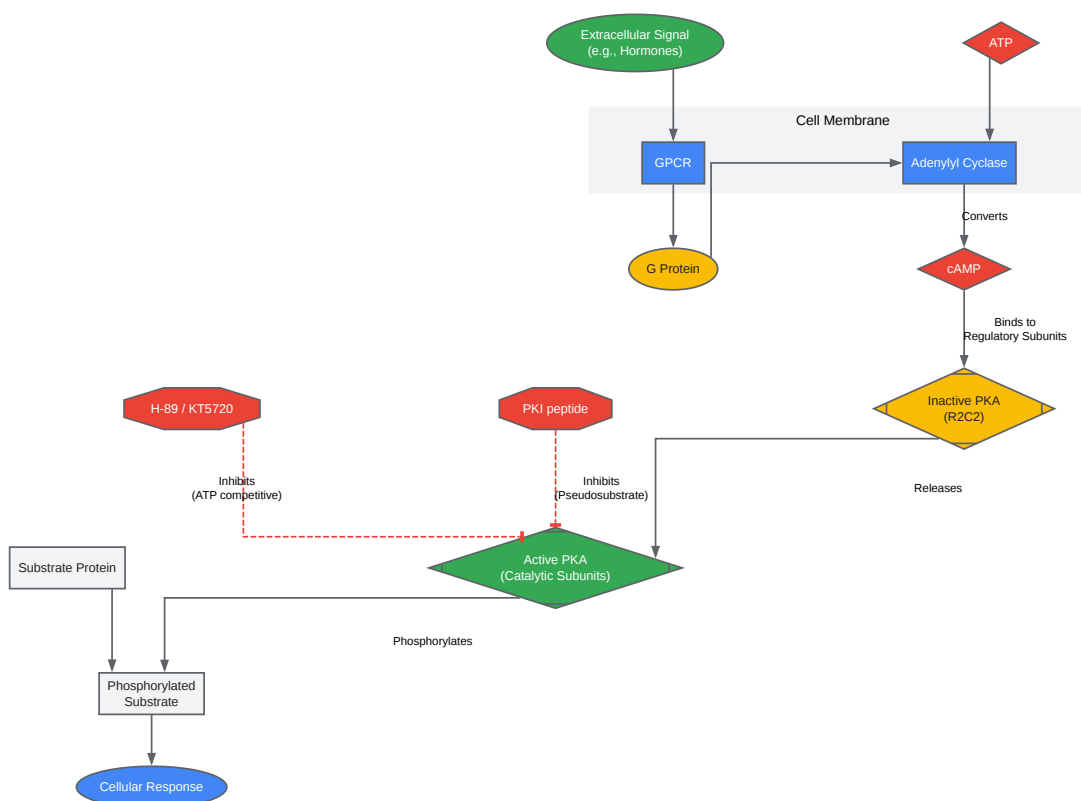 Extracellular Signal
(e.g., Hormones)
ATP
Cell Membrane
GPCR
Adenylyl Cyclase
Converts
G Protein
cAMP
Binds to
Regulatory Subunits
H-89 / KT5720
PKI peptide
Inactive PKA
(R2C2)
Inhibits
(ATP competitive)
Inhibits
(Pseudosubstrate)
Releases
Substrate Protein
Active PKA
(Catalytic Subunits)
Phosphorylates
Phosphorylated
Substrate
Cellular Response